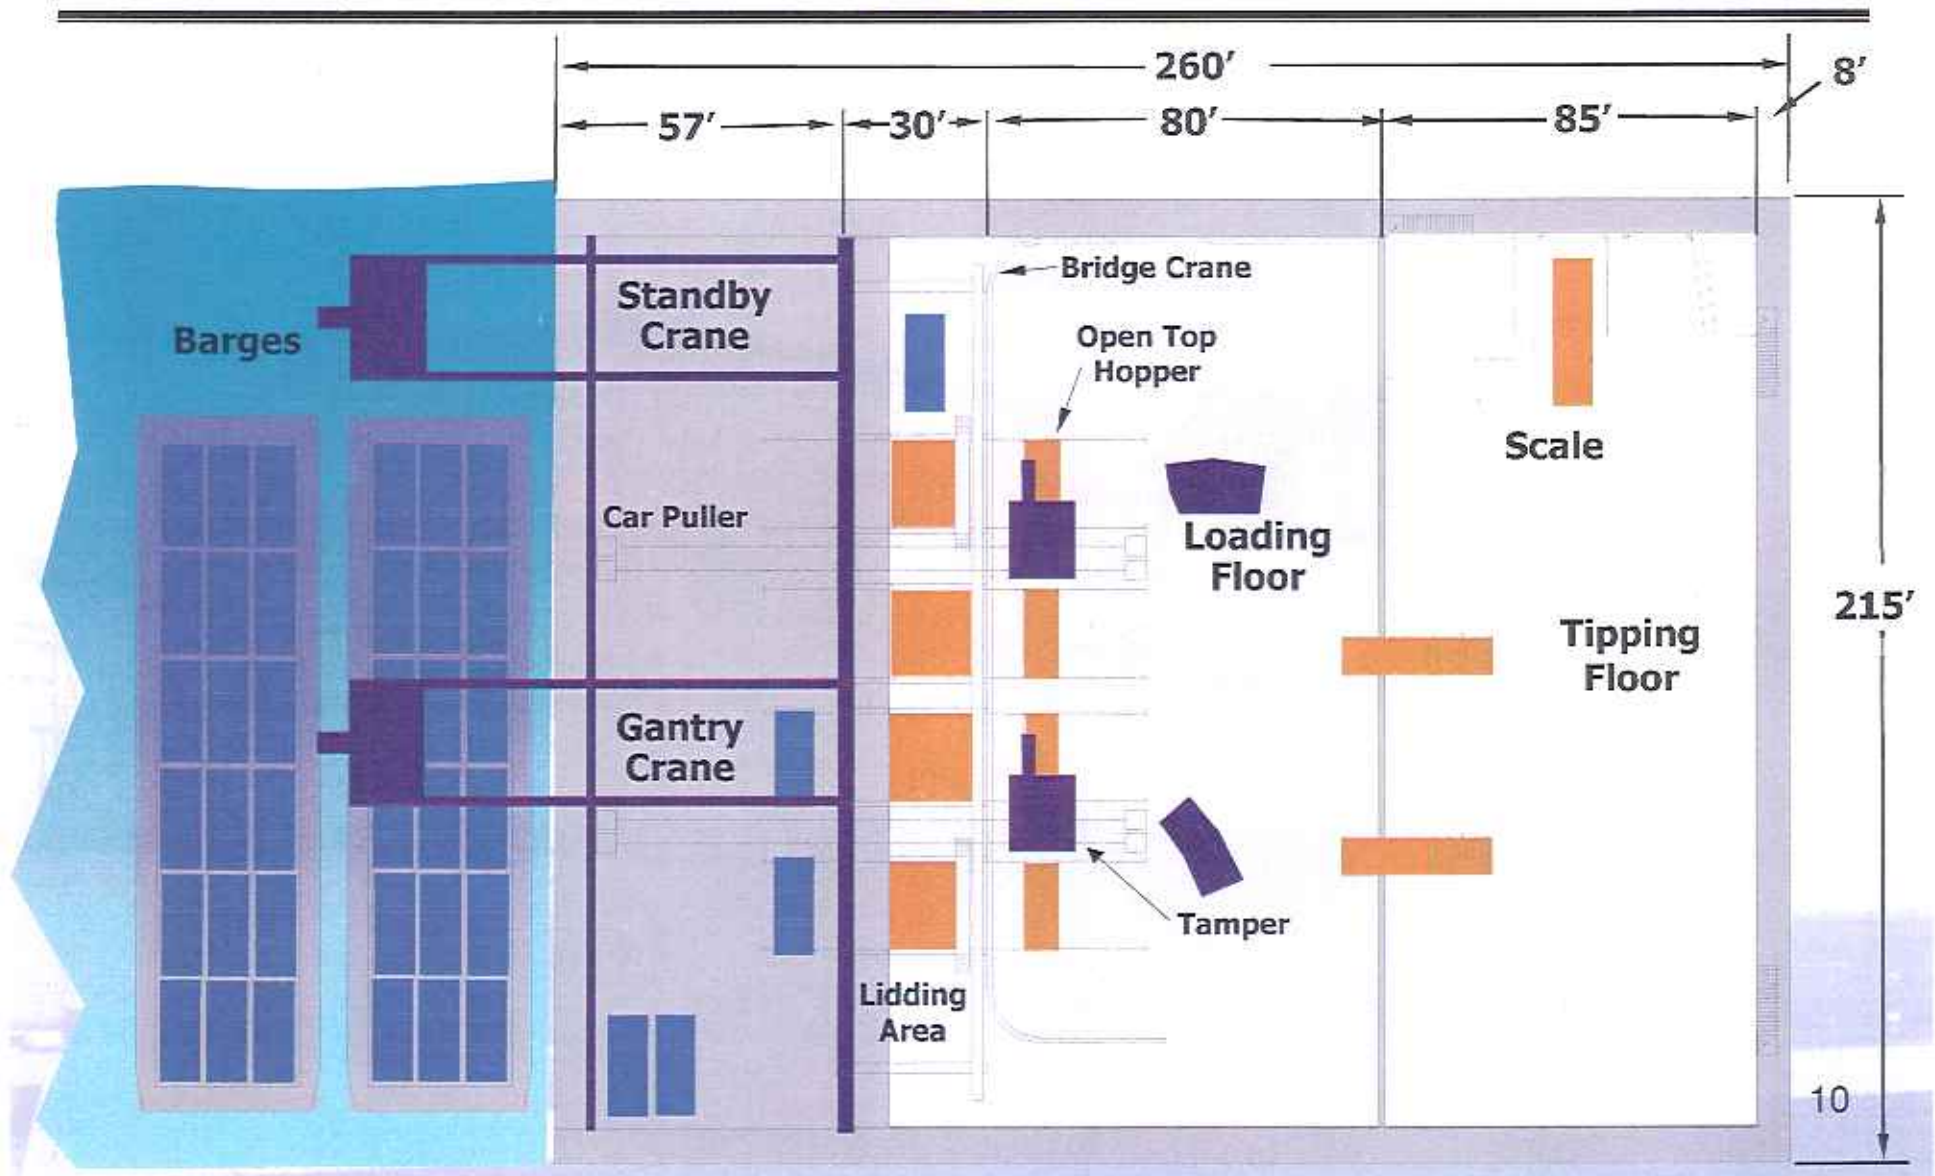 260′
8′
57′
30′
80′
85′
Bridge Crane
Standby
Crane
Barges
Open Top
Hopper
Scale
Car Puller
Loading
Floor
215′
Tipping
Floor
Gantry
Crane
Tamper
Lidding
Area
10